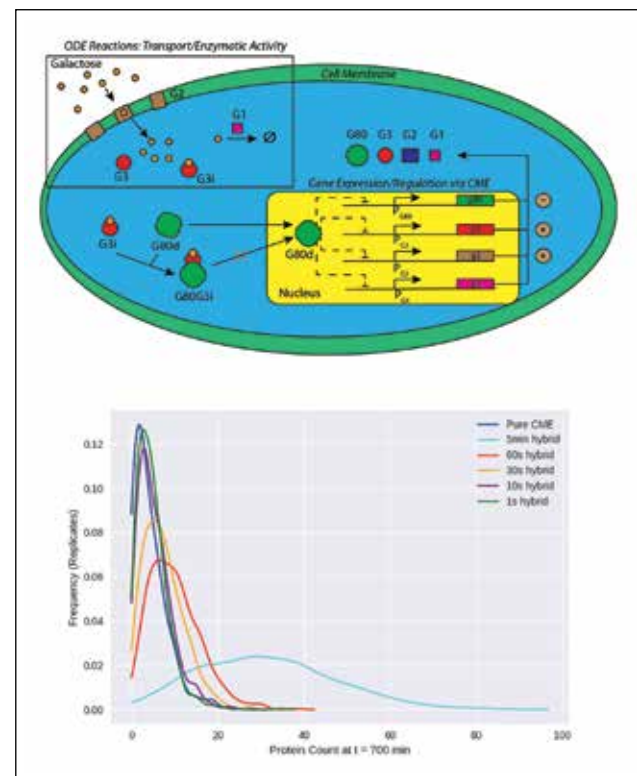 ODE Reactions: Transport/Enzymatic Activity
Galactose
G2
Cell Membrane
G1
Ø
G3
G3i
G80 G3 G2 G1
Gene Expression/Regulation via CME
G3i
G80d
G80d
G80G3i
Nucleus
0.12
0.10
0.08
0.06
0.04
0.02
0.00
Frequency (Replicates)
Pure CME
5min hybrid
60s hybrid
30s hybrid
10s hybrid
1s hybrid
0 20 40 60 80 100
Protein Count at t = 700 min